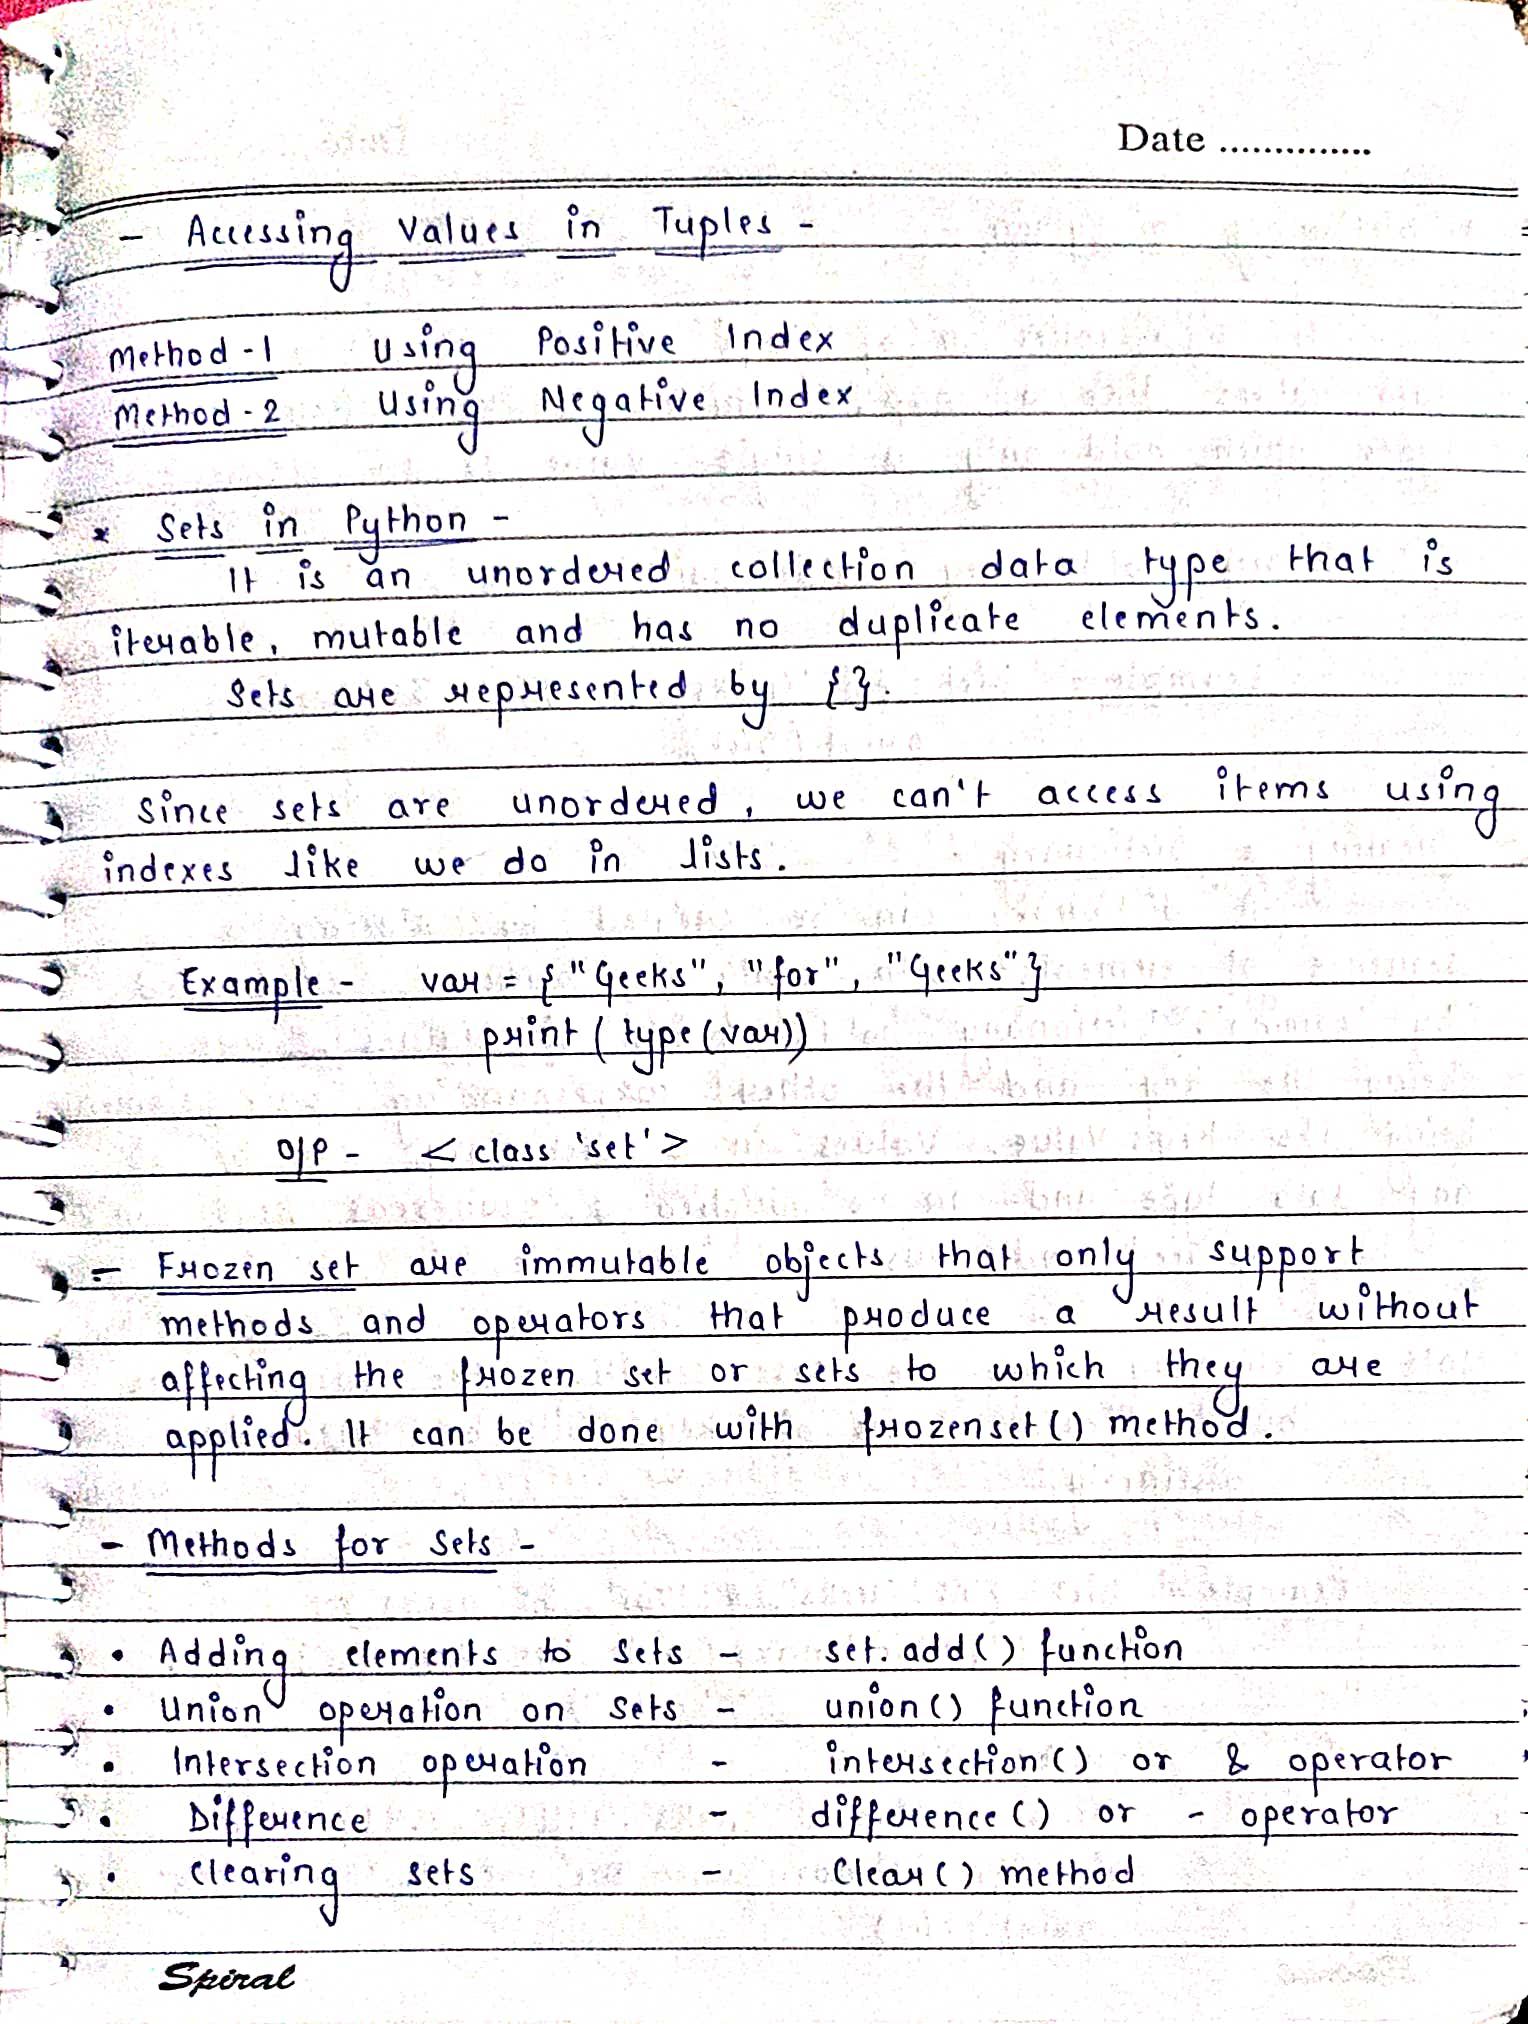 Date ..............
- Accessing Values in Tuples -
Method-1 Using Positive Index
Method-2 Using Negative Index
* Sets in Python -
It is an unordered collection data type that is
iterable, mutable and has no duplicate elements.
Sets are represented by {}.
Since sets are unordered, we can't access items using
indexes like we do in lists.
Example - var = {"Geeks", "for", "Geeks"}
print (type(var))
O/P - <class 'set'>
- Frozen set are immutable objects that only support
methods and operators that produce a result without
affecting the frozen set or sets to which they are
applied. It can be done with frozenset() method.
- Methods for Sets -
• Adding elements to sets - set.add() function
• Union operation on sets - union() function
• Intersection operation - intersection() or & operator
• Difference - difference() or - operator
• Clearing sets - Clear() method
Spiral